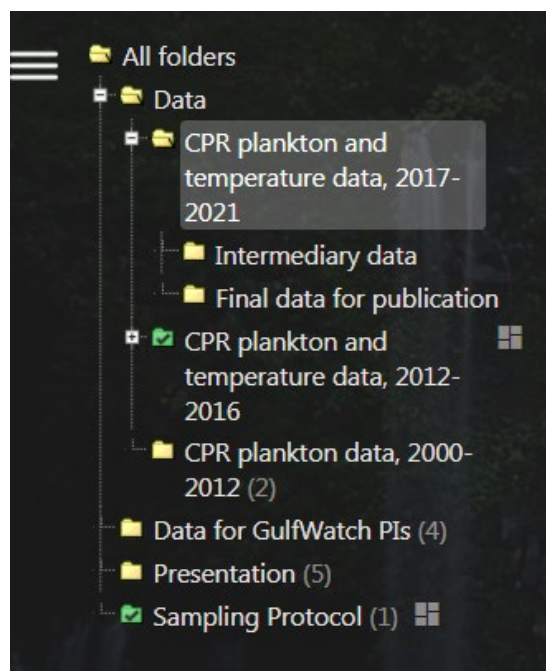 All folders
Data
CPR plankton and
temperature data, 2017-
2021
Intermediary data
Final data for publication
CPR plankton and
temperature data, 2012-
2016
CPR plankton data, 2000-
2012 (2)
Data for GulfWatch PIs (4)
Presentation (5)
Sampling Protocol (1)